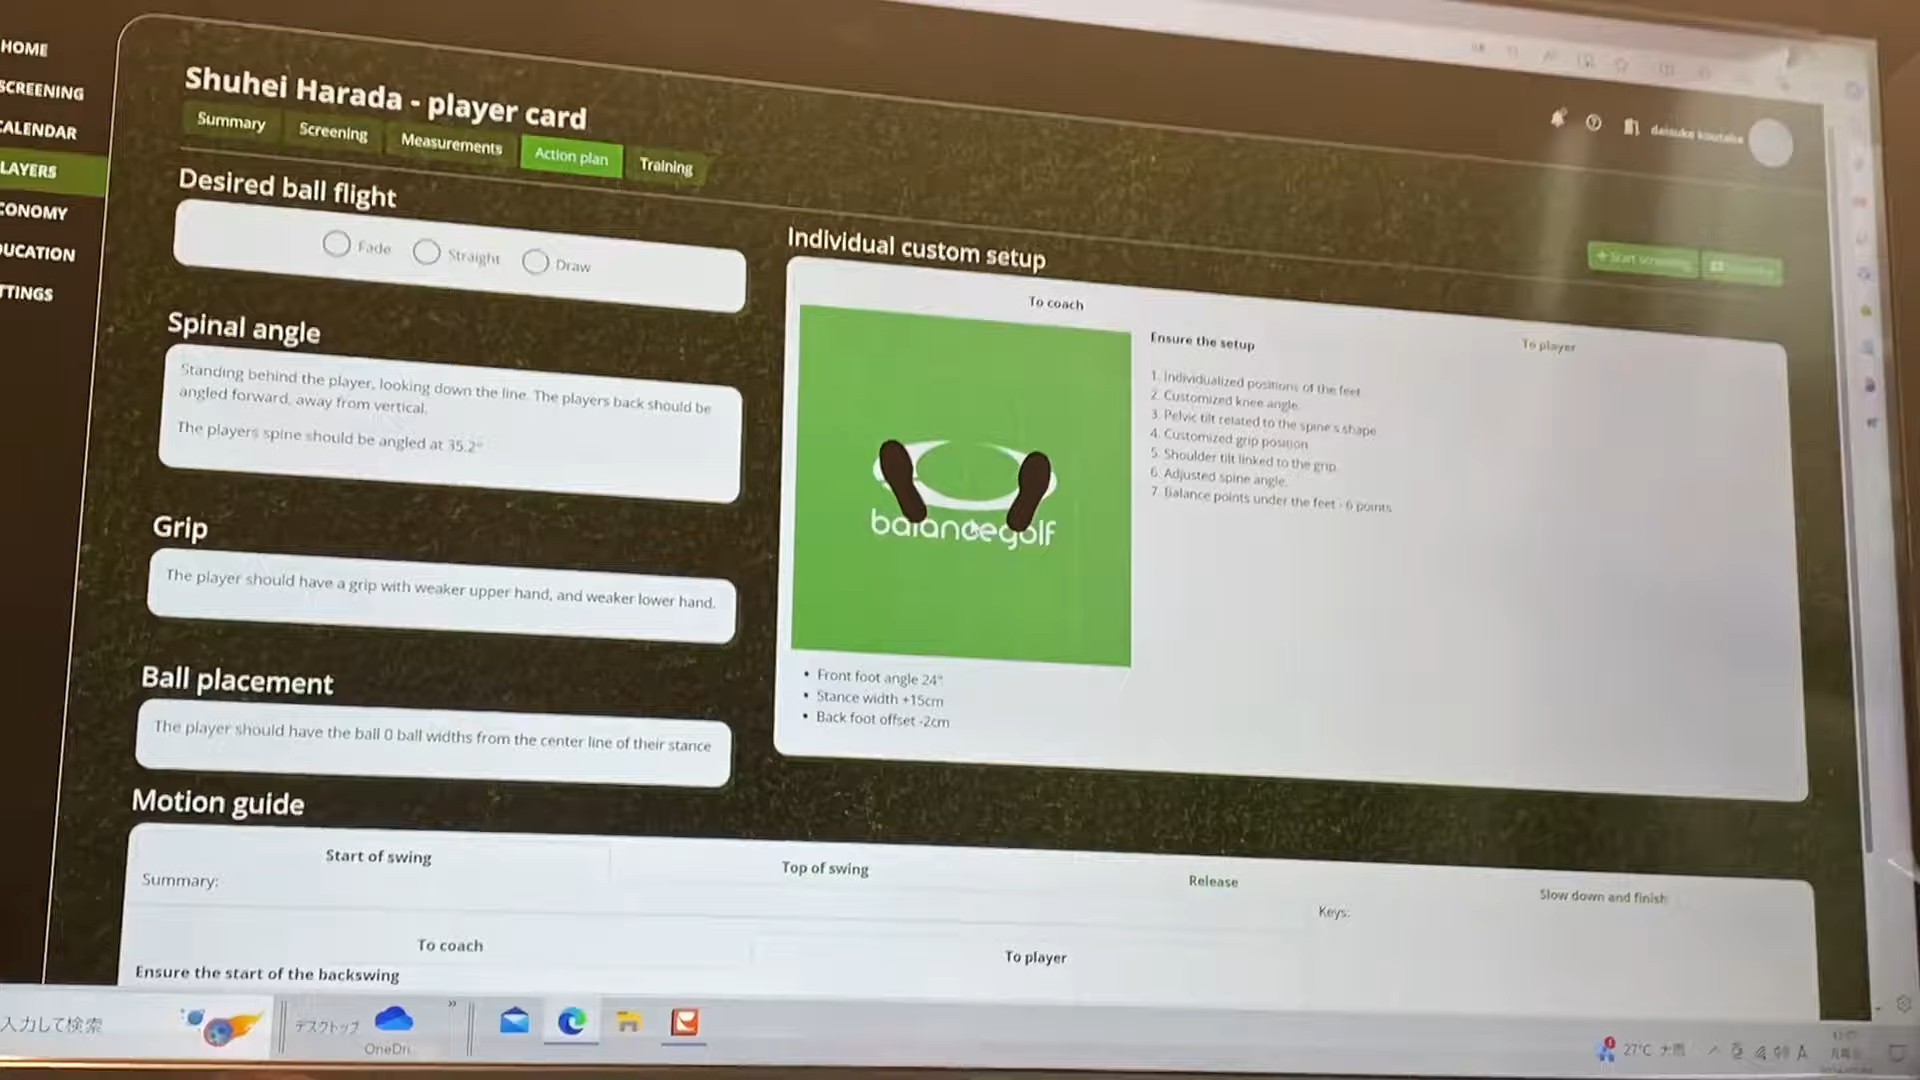 HOME
SCREENING
CALENDAR
LAYERS
CONOMY
UCATION
TTINGS
Shuhei Harada - player card
Summary
Screening
Measurements
Action plan
Training
daisuke koutake
Desired ball flight
Fade
Straight
Draw
Spinal angle
Standing behind the player, looking down the line. The players back should be
angled forward, away from vertical.
The players spine should be angled at 35.2°
Grip
The player should have a grip with weaker upper hand, and weaker lower hand.
Ball placement
The player should have the ball 0 ball widths from the center line of their stance
Individual custom setup
+ Start screening
To coach
To player
balancegolf
• Front foot angle 24°
• Stance width +15cm
• Back foot offset -2cm
Ensure the setup
1. Individualized positions of the feet
2. Customized knee angle.
3. Pelvic tilt related to the spine's shape
4. Customized grip position
5. Shoulder tilt linked to the grip.
6. Adjusted spine angle.
7. Balance points under the feet - 6 points
Motion guide
Start of swing
Top of swing
Release
Slow down and finish
Summary:
Keys:
To coach
To player
Ensure the start of the backswing
入力して検索
デスクトップ
OneDri
27°C 大雨
A